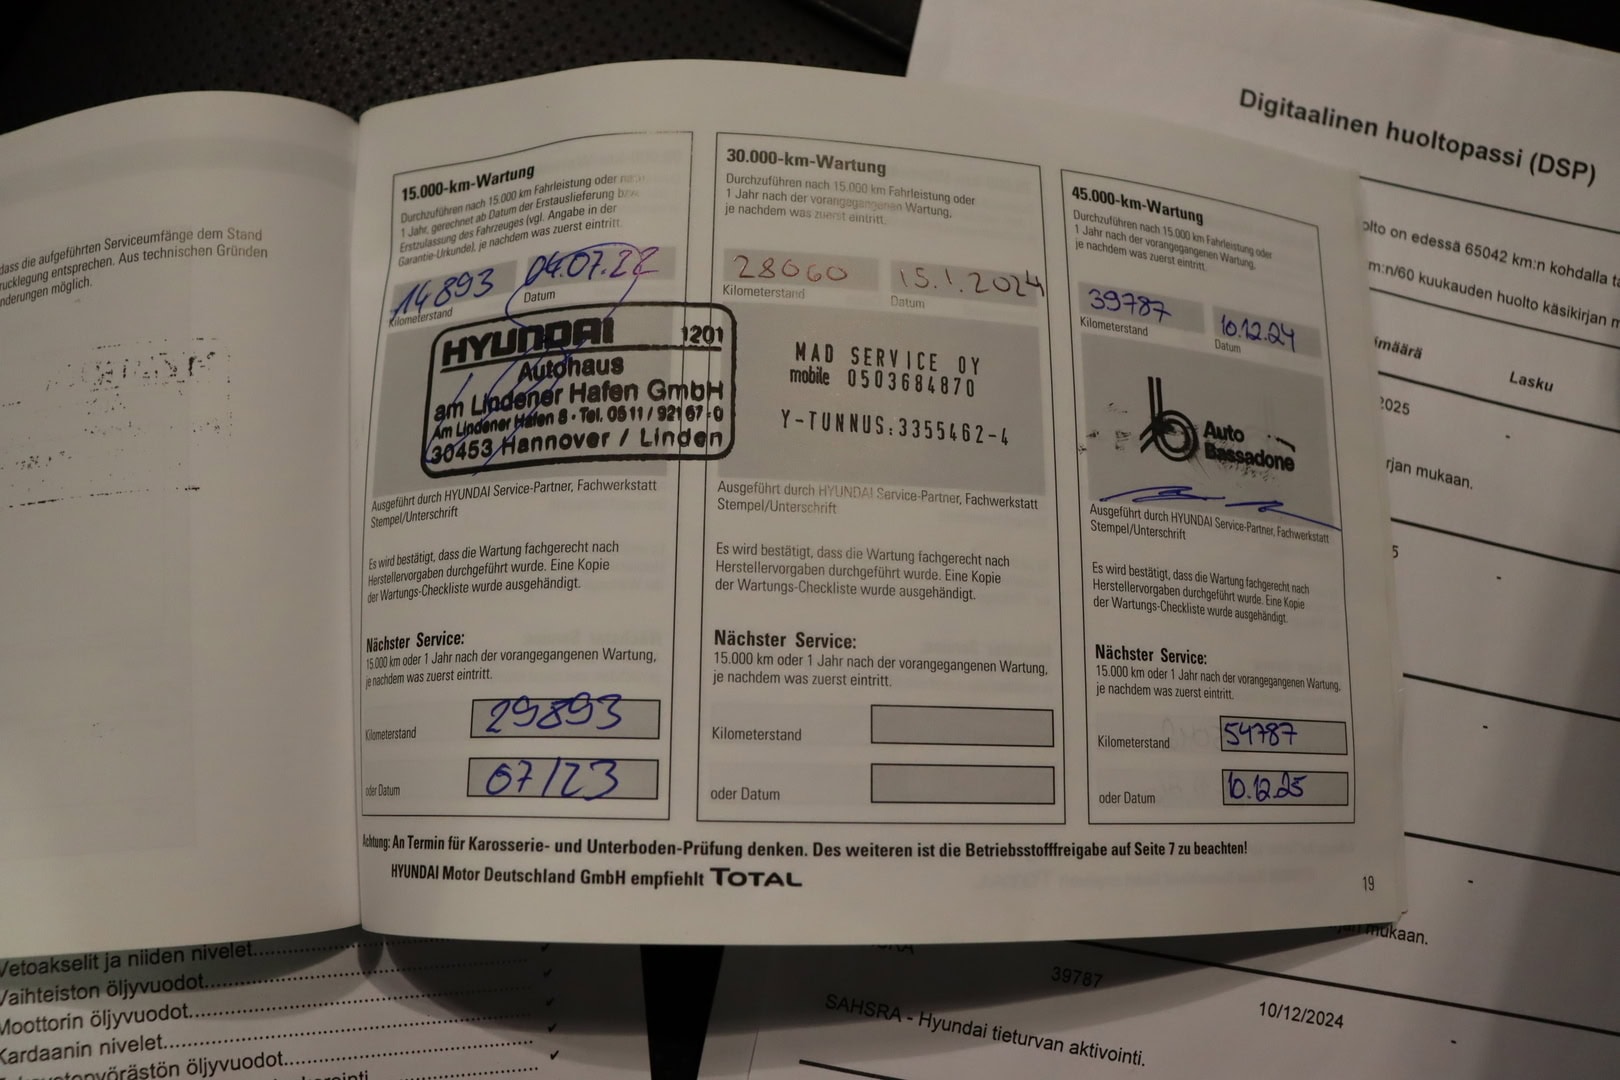 dass die aufgeführten Serviceumfänge dem Stand
entsprechen. Aus technischen Gründen
möglich.
15.000-km-Wartung
Durchzuführen nach 15.000 km Fahrleistung oder nach
1 Jahr, gerechnet ab Datum der Erstauslieferung bzw.
Erstzulassung des Fahrzeuges (vgl. Angabe in der
Garantie-Urkunde), je nachdem was zuerst eintritt.
14893 04.07.22
Kilometerstand Datum
HYUNDAI 1201
Autohaus
am Lindener Hafen GmbH
Am Lindener Hafen 8 · Tel. 0511 / 921 67-0
30453 Hannover / Linden
Ausgeführt durch HYUNDAI Service-Partner, Fachwerkstatt
Stempel/Unterschrift
Es wird bestätigt, dass die Wartung fachgerecht nach
Herstellervorgaben durchgeführt wurde. Eine Kopie
der Wartungs-Checkliste wurde ausgehändigt.
Nächster Service:
15.000 km oder 1 Jahr nach der vorangegangenen Wartung,
je nachdem was zuerst eintritt.
Kilometerstand 29893
oder Datum 07/23
30.000-km-Wartung
Durchzuführen nach 15.000 km Fahrleistung oder
1 Jahr nach der vorangegangenen Wartung,
je nachdem was zuerst eintritt.
28060 15.1.2024
Kilometerstand Datum
MAD SERVICE OY
mobile 0503684870
Y-TUNNUS:3355462-4
Ausgeführt durch HYUNDAI Service-Partner, Fachwerkstatt
Stempel/Unterschrift
Es wird bestätigt, dass die Wartung fachgerecht nach
Herstellervorgaben durchgeführt wurde. Eine Kopie
der Wartungs-Checkliste wurde ausgehändigt.
Nächster Service:
15.000 km oder 1 Jahr nach der vorangegangenen Wartung,
je nachdem was zuerst eintritt.
Kilometerstand
oder Datum
45.000-km-Wartung
Durchzuführen nach 15.000 km Fahrleistung oder
1 Jahr nach der vorangegangenen Wartung,
je nachdem was zuerst eintritt.
39787 10.12.24
Kilometerstand Datum
Auto
Bassadone
Ausgeführt durch HYUNDAI Service-Partner, Fachwerkstatt
Stempel/Unterschrift
Es wird bestätigt, dass die Wartung fachgerecht nach
Herstellervorgaben durchgeführt wurde. Eine Kopie
der Wartungs-Checkliste wurde ausgehändigt.
Nächster Service:
15.000 km oder 1 Jahr nach der vorangegangenen Wartung,
je nachdem was zuerst eintritt.
Kilometerstand 54787
oder Datum 10.12.25
Achtung: An Termin für Karosserie- und Unterboden-Prüfung denken. Des weiteren ist die Betriebsstofffreigabe auf Seite 7 zu beachten!
HYUNDAI Motor Deutschland GmbH empfiehlt TOTAL
19
Digitaalinen huoltopassi (DSP)
on edessä 65042 km:n kohdalla
km:n/60 kuukauden huolto käsikirjan
Lasku
2025
mukaan.
mukaan.
39787
10/12/2024
SAHSRA - Hyundai tieturvan aktivointi.
Vetoakselit ja niiden nivelet
Vaihteiston öljyvuodot
Moottorin öljyvuodot
Kardaanin nivelet
öljyvuodot